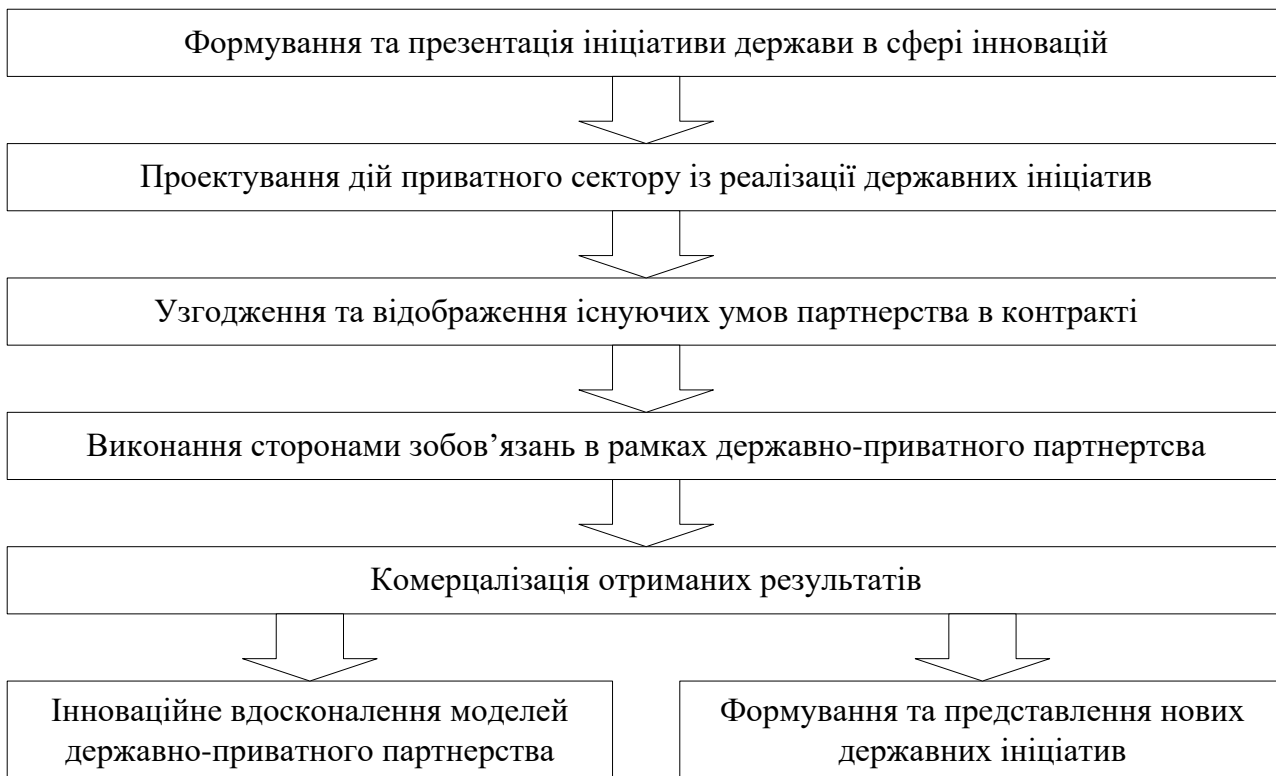 Формування та презентація ініціативи держави в сфері інновацій
Проектування дій приватного сектору із реалізації державних ініціатив
Узгодження та відображення існуючих умов партнерства в контракті
Виконання сторонами зобов’язань в рамках державно-приватного партнертсва
Комерцалізація отриманих результатів
Інноваційне вдосконалення моделей
державно-приватного партнерства
Формування та представлення нових
державних ініціатив